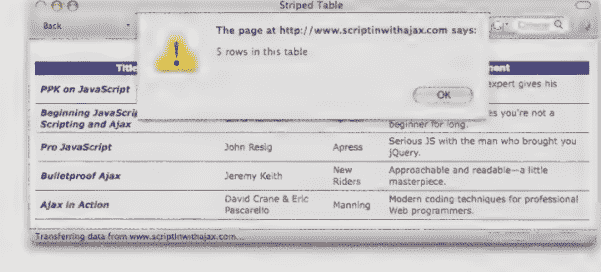 Striped Table
Back
The page at http://www.scriptinwithajax.com says:
5 rows in this table
OK
Title
ment
PPK on JavaScript
expert gives his
Beginning JavaScrip
Scripting and Ajax
es you're not a
beginner for long.
Pro JavaScript
John Resig
Apress
Serious JS with the man who brought you
jQuery.
Bulletproof Ajax
Jeremy Keith
New
Riders
Approachable and readable—a little
masterpiece.
Ajax in Action
David Crane & Eric
Pascarello
Manning
Modern coding techniques for professional
Web programmers.
Transferring data from www.scriptinwithajax.com...